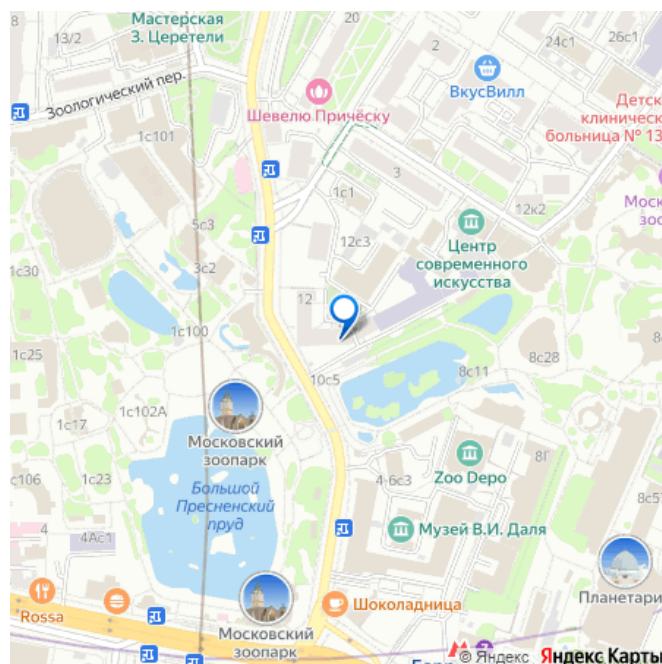 Мастерская
З. Церетели
13/2
20
2
24с1
26с1
Зоологический пер.
ВкусВилл
Шевелю Причёску
Детск
клиническ
больница № 13
1с101
3
1с1
12к2
Моск
зоо
5с3
12с3
Центр
современного
искусства
1с30
3с2
12
1с100
1с25
10с5
8с11
8с28
1с102А
1с17
Московский
зоопарк
с106
1с23
Большой
Пресненский
пруд
4-6с3
Zoo Depo
8Г
8с5
4
4Ас1
Музей В.И. Даля
Rossa
Шоколадница
Планетари
Московский
зоопарк
© Яндекс Яндекс Карты